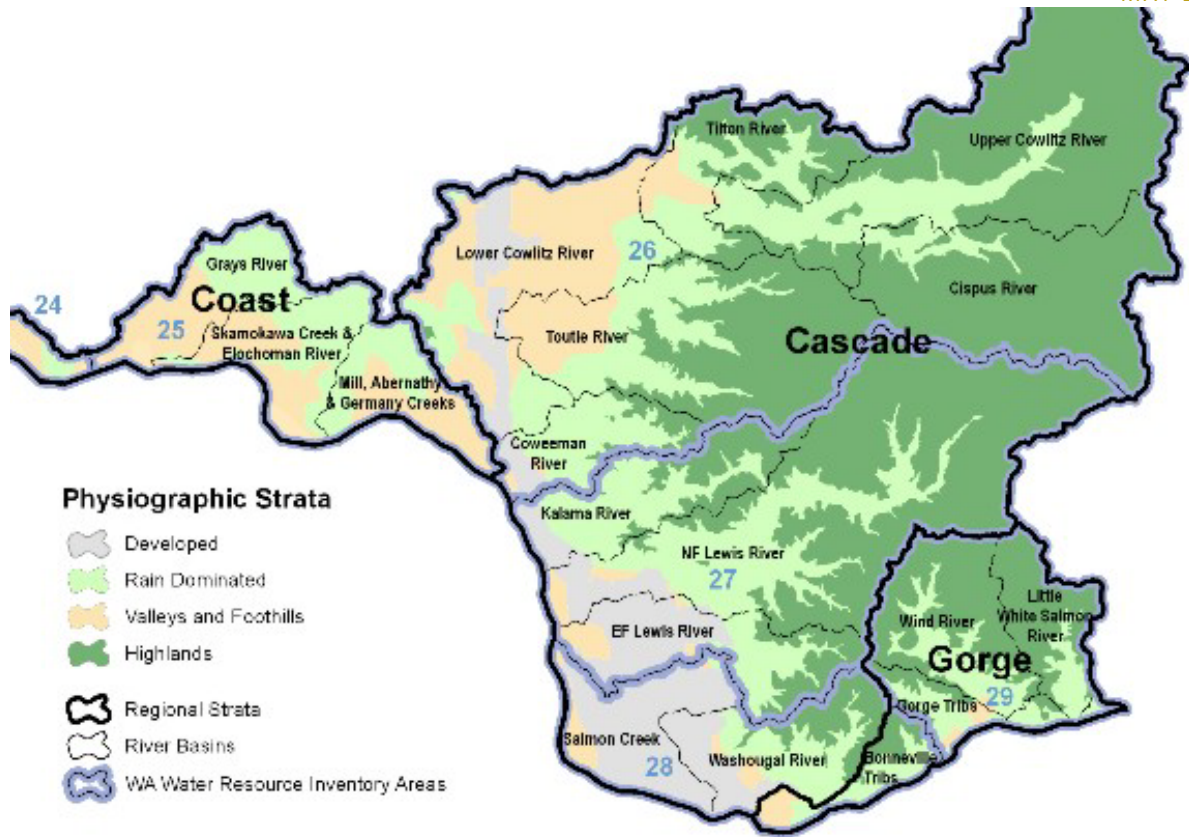 Tilton River
Upper Cowlitz River
Lower Cowlitz River
26
Grays River
Cispus River
24
Coast
25
Skamokawa Creek &
Elochoman River
Toutle River
Cascade
Mill, Abernathy
& Germany Creeks
Coweeman
River
Physiographic Strata
Developed
Rain Dominated
Valleys and Foothills
Highlands
Regional Strata
River Basins
WA Water Resource Inventory Areas
Kalama River
NF Lewis River
27
EF Lewis River
Little
White Salmon
River
Wind River
Gorge
29
Gorge Tribs
Salmon Creek
28
Washougal River
Bonneville
Tribs